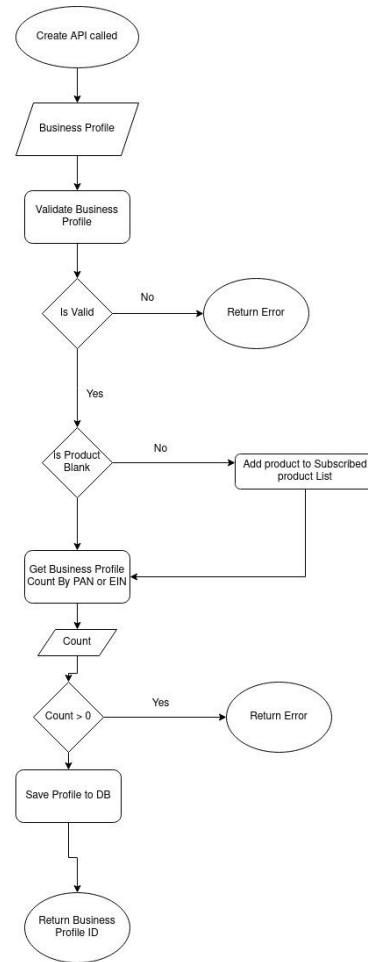 Create API called
Business Profile
Validate Business
Profile
Is Valid
No
Return Error
Yes
Is Product
Blank
No
Add product to Subscribed
product List
Get Business Profile
Count By PAN or EIN
Count
Count > 0
Yes
Return Error
Save Profile to DB
Return Business
Profile ID